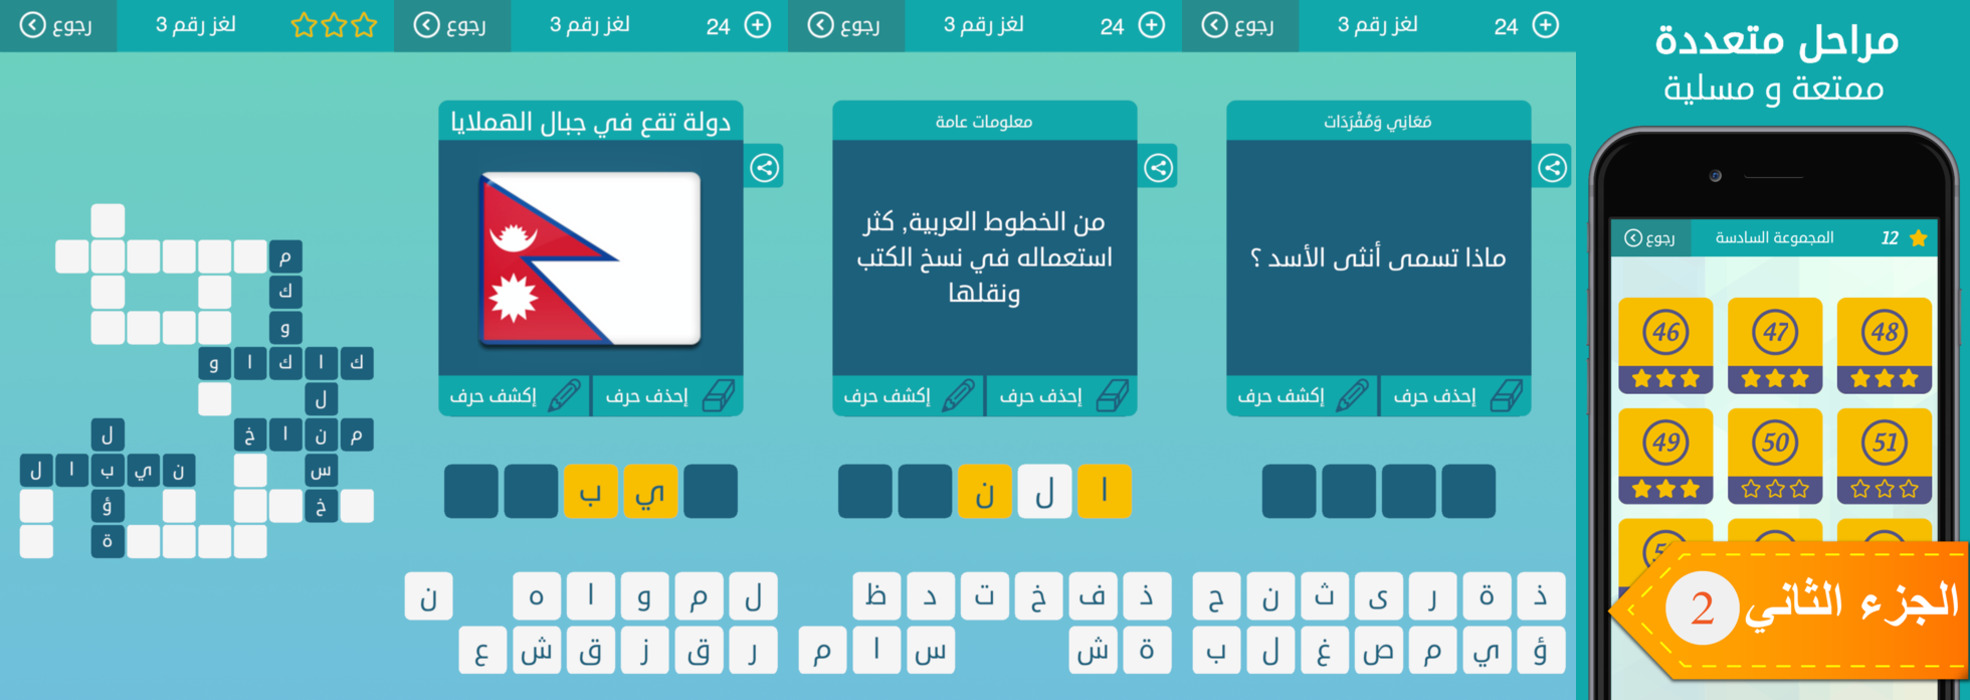 رجوع
لغز رقم 3
م
ك
و
ك ا ك ا و
ل
ل
م ن ا خ
ن ي ب ا ل
س
ؤ
خ
ة
رجوع
لغز رقم 3
24
دولة تقع في جبال الهملايا
إحذف حرف
إكشف حرف
ي ب
ل م و ا ه ن
ر ق ز ق ش ع
رجوع
لغز رقم 3
24
معلومات عامة
من الخطوط العربية, كثر
استعماله في نسخ الكتب
ونقلها
إحذف حرف
إكشف حرف
ا ل ن
ذ ف خ ت د ظ
ة ش س ا م
رجوع
لغز رقم 3
24
مَعَانِي وَمُفْرَدَات
ماذا تسمى أنثى الأسد ؟
إحذف حرف
إكشف حرف
ذ ة ر ى ث ن ح
ؤ ي م ص غ ل ب
مراحل متعددة
ممتعة و مسلية
رجوع
المجموعة السادسة
12
46 47 48
49 50 51
الجزء الثاني 2